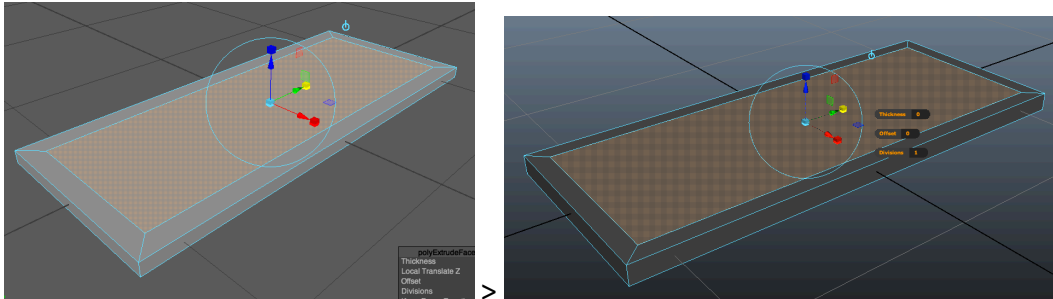 polyExtrudeFace
Thickness
Local Translate Z
Offset
Divisions
>
Thickness 0
Offset 0
Divisions 1